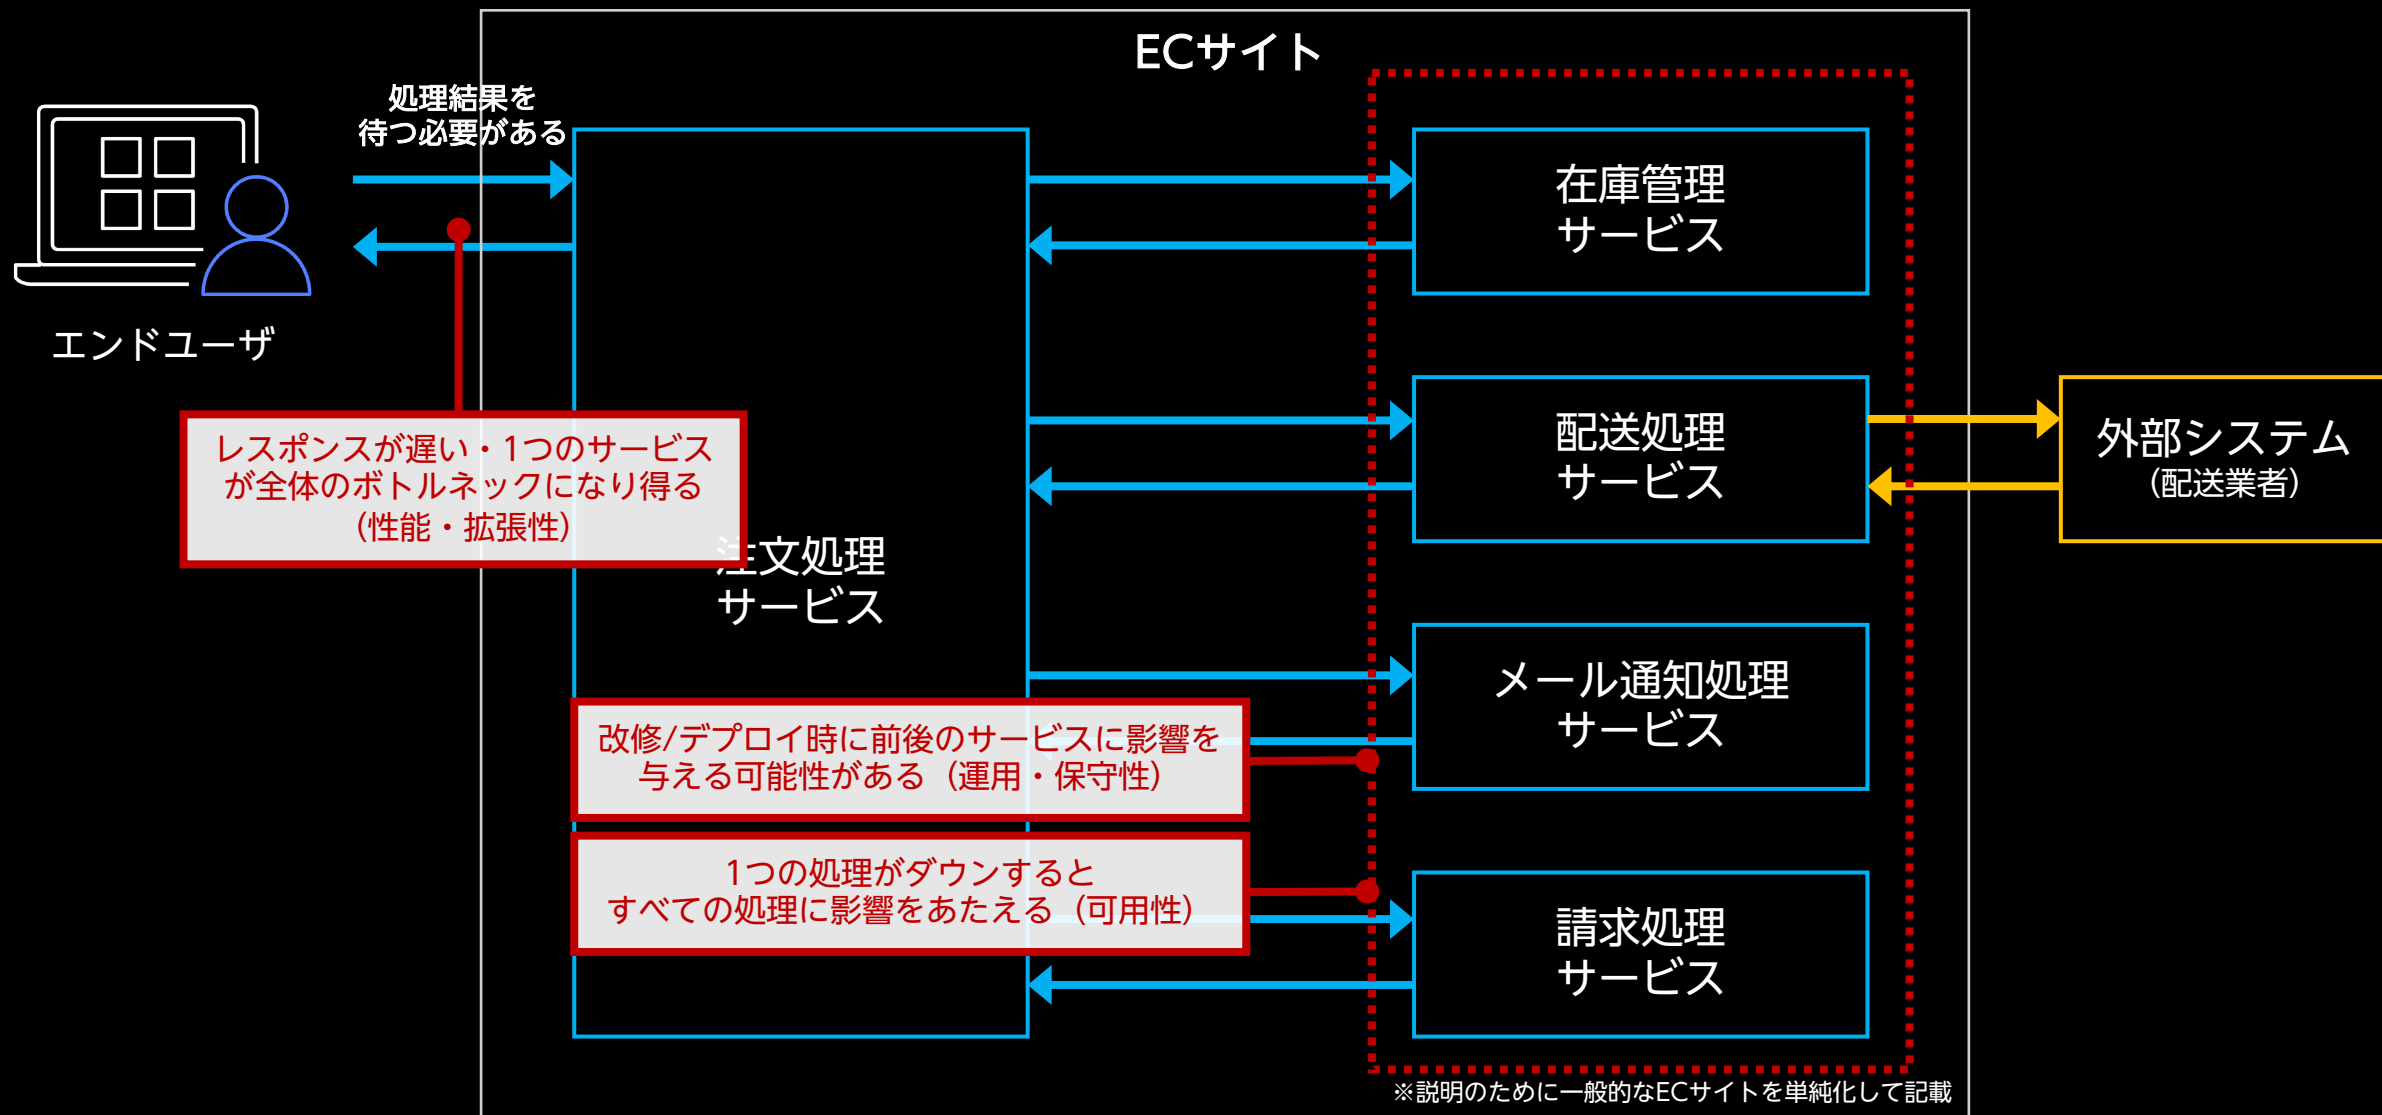 ECサイト
処理結果を
待つ必要がある
エンドユーザ
レスポンスが遅い・1つのサービス
が全体のボトルネックになり得る
（性能・拡張性）
注文処理
サービス
改修/デプロイ時に前後のサービスに影響を
与える可能性がある（運用・保守性）
1つの処理がダウンすると
すべての処理に影響をあたえる（可用性）
在庫管理
サービス
配送処理
サービス
メール通知処理
サービス
請求処理
サービス
外部システム
（配送業者）
※説明のために一般的なECサイトを単純化して記載